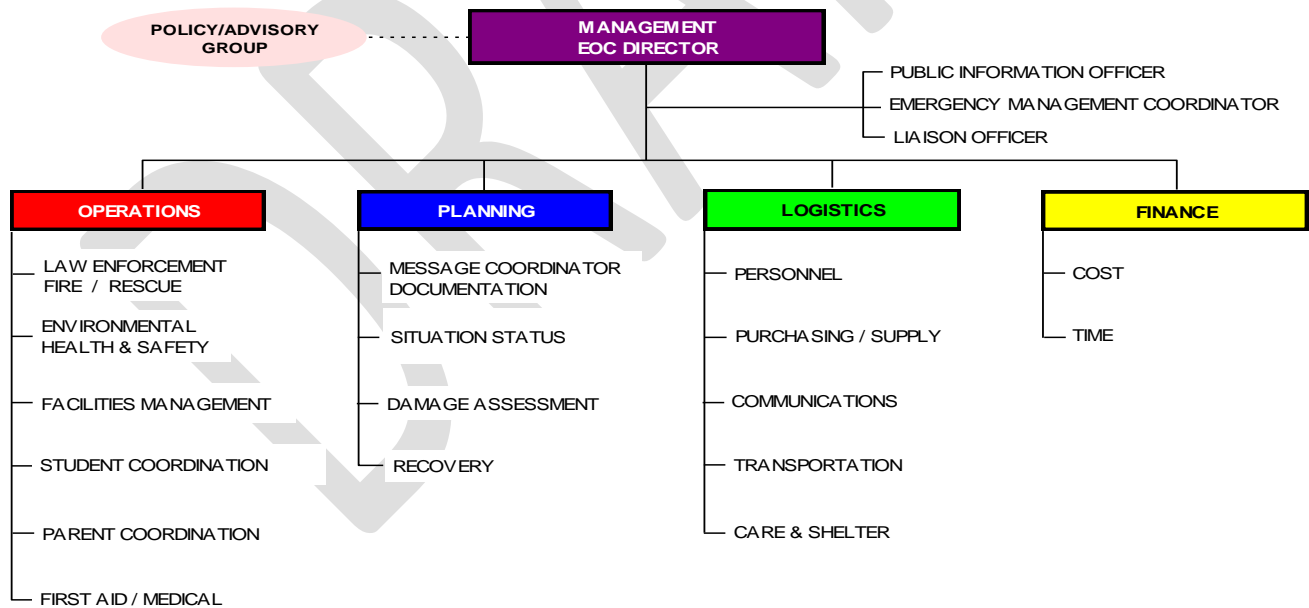 POLICY/ADVISORY
GROUP
MANAGEMENT
EOC DIRECTOR
PUBLIC INFORMATION OFFICER
EMERGENCY MANAGEMENT COORDINATOR
LIAISON OFFICER
OPERATIONS
LAW ENFORCEMENT
FIRE / RESCUE
ENVIRONMENTAL
HEALTH & SAFETY
FACILITIES MANAGEMENT
STUDENT COORDINATION
PARENT COORDINATION
FIRST AID / MEDICAL
PLANNING
MESSAGE COORDINATOR
DOCUMENTATION
SITUATION STATUS
DAMAGE ASSESSMENT
RECOVERY
LOGISTICS
PERSONNEL
PURCHASING / SUPPLY
COMMUNICATIONS
TRANSPORTATION
CARE & SHELTER
FINANCE
COST
TIME